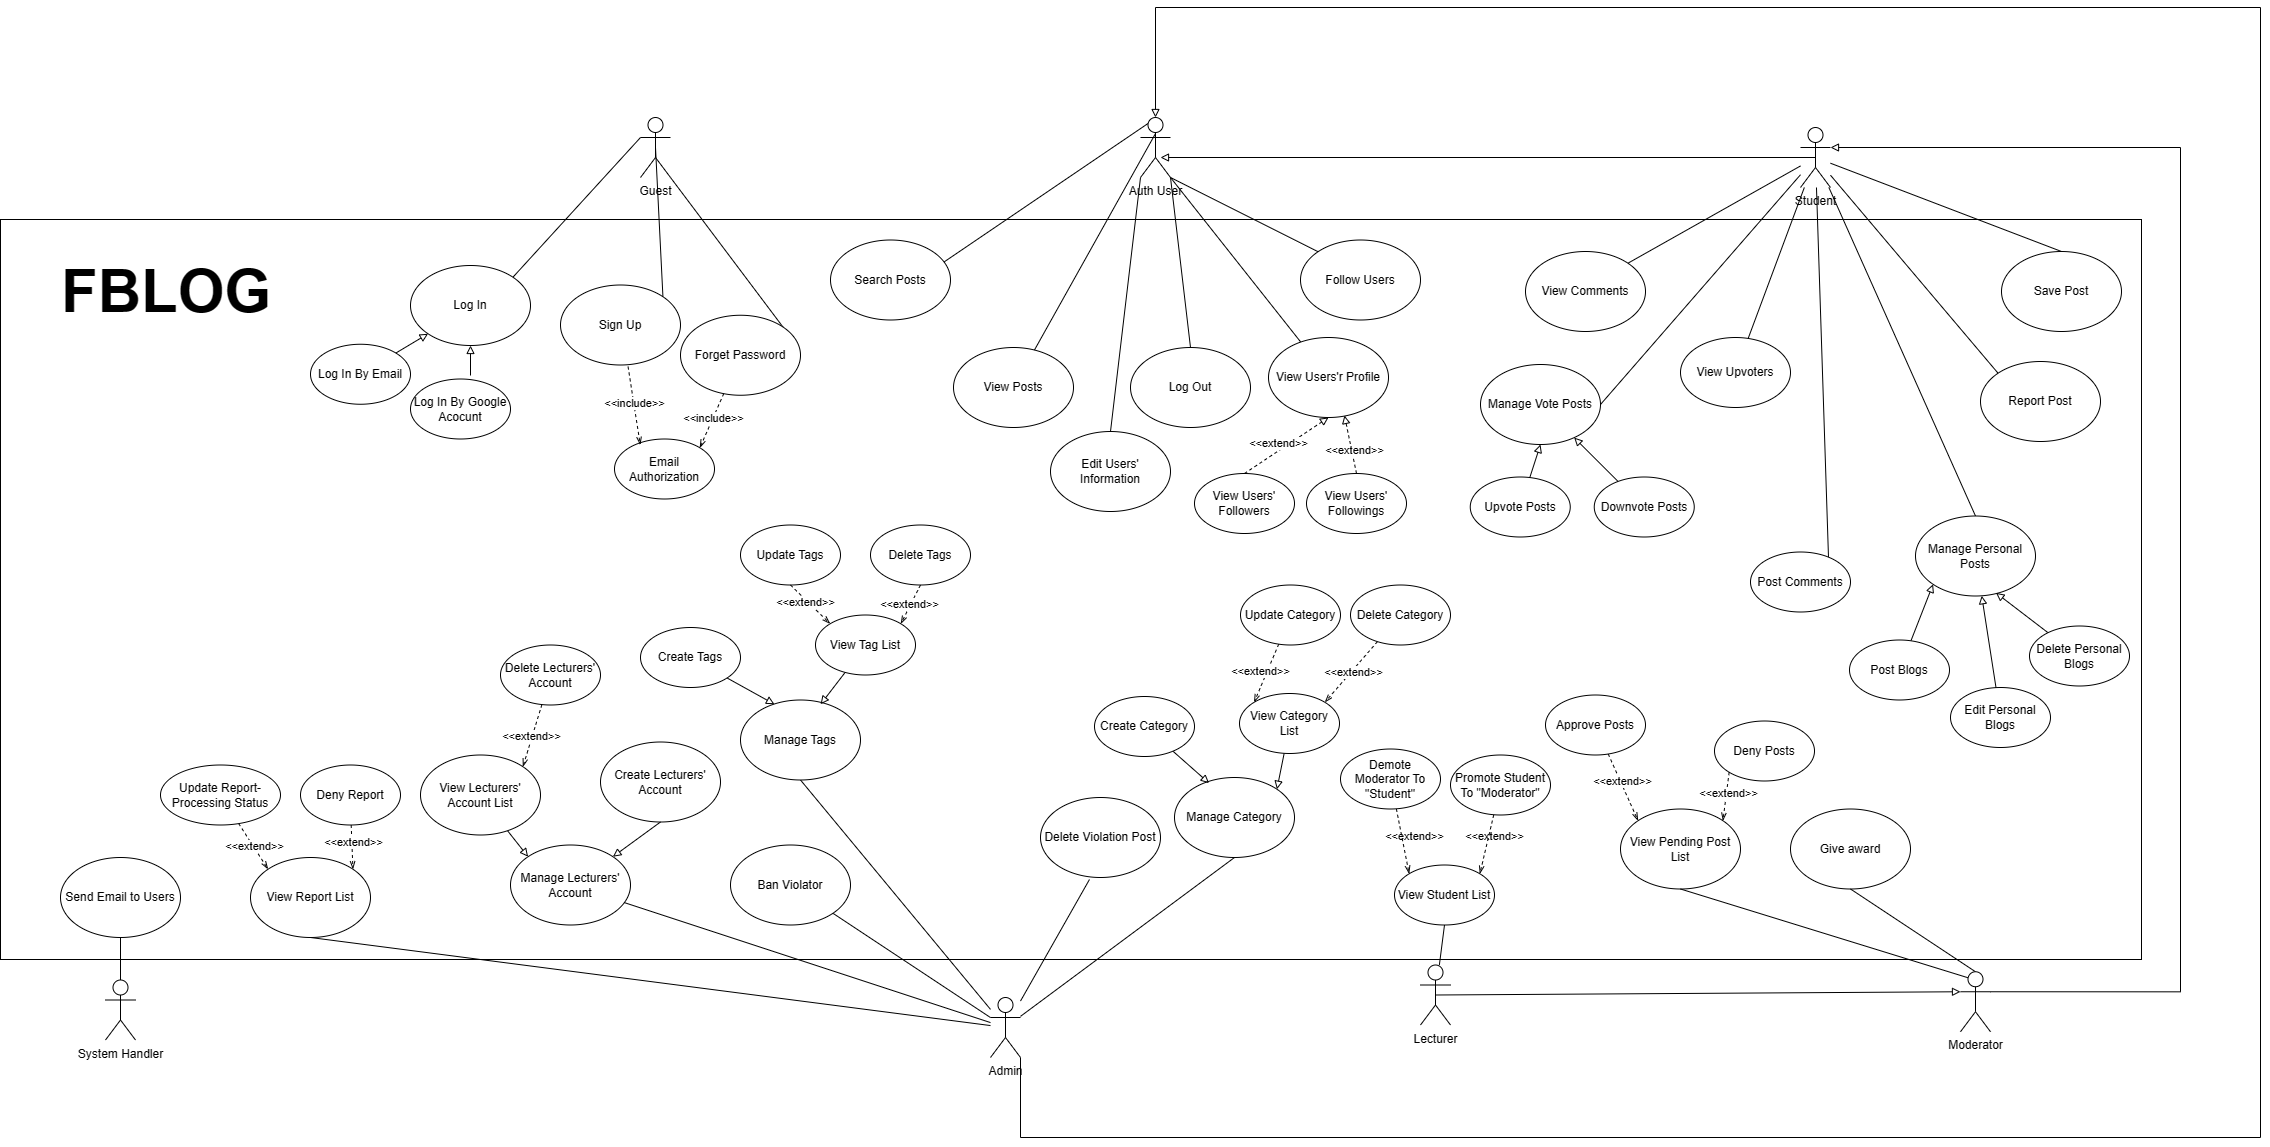 Guest
Auth User
Student
FBLOG
Log In
Log In By Email
Log In By Google
Acocunt
Sign Up
Forget Password
<<include>>
<<include>>
Email
Authorization
Search Posts
View Posts
Edit Users'
Information
Log Out
View Users'r Profile
Follow Users
<<extend>>
<<extend>>
View Users'
Followers
View Users'
Followings
View Comments
Manage Vote Posts
Upvote Posts
Downvote Posts
View Upvoters
Post Comments
Save Post
Report Post
Manage Personal
Posts
Post Blogs
Edit Personal
Blogs
Delete Personal
Blogs
Update Tags
Delete Tags
<<extend>>
<<extend>>
View Tag List
Create Tags
Manage Tags
Delete Lecturers'
Account
<<extend>>
View Lecturers'
Account List
Create Lecturers'
Account
Manage Lecturers'
Account
Update Report-
Processing Status
Deny Report
<<extend>>
<<extend>>
View Report List
Send Email to Users
Ban Violator
Delete Violation Post
Update Category
Delete Category
<<extend>>
<<extend>>
View Category
List
Create Category
Manage Category
Demote
Moderator To
"Student"
Promote Student
To "Moderator"
<<extend>>
<<extend>>
View Student List
Approve Posts
Deny Posts
<<extend>>
<<extend>>
View Pending Post
List
Give award
System Handler
Admin
Lecturer
Moderator